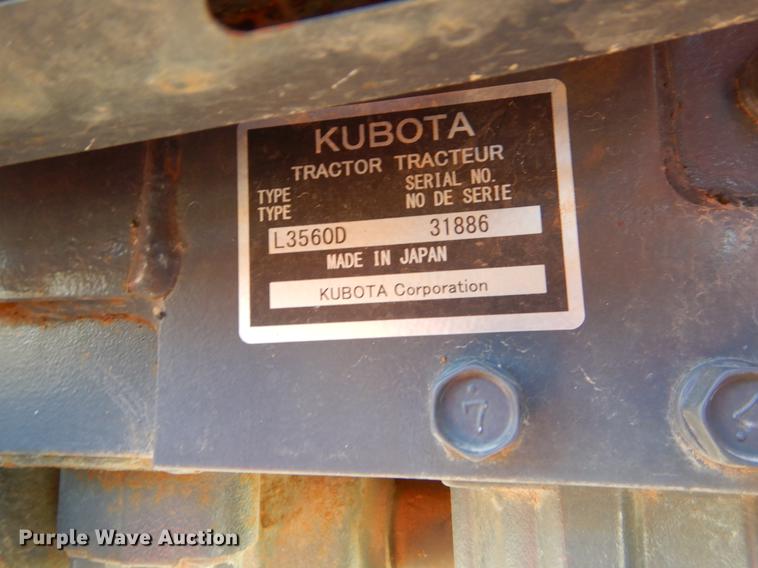 KUBOTA
TRACTOR TRACTEUR
TYPE SERIAL NO.
TYPE NO DE SERIE
L3560D 31886
MADE IN JAPAN
KUBOTA Corporation
7
Purple Wave Auction